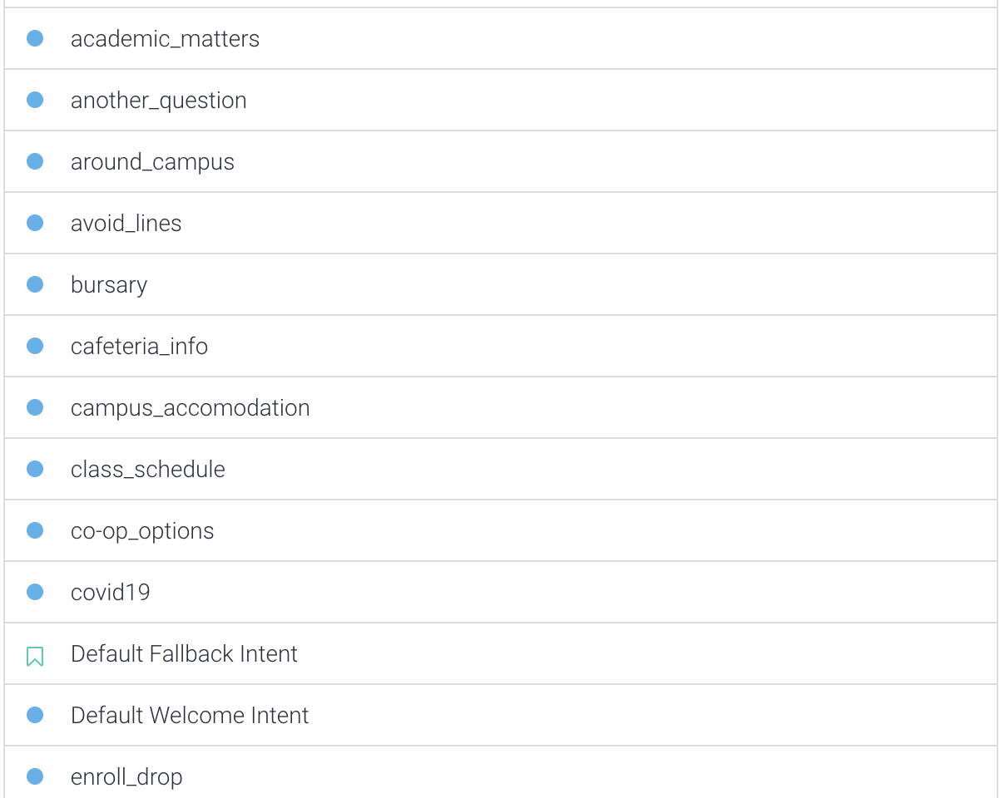 academic_matters
another_question
around_campus
avoid_lines
bursary
cafeteria_info
campus_accomodation
class_schedule
co-op_options
covid19
Default Fallback Intent
Default Welcome Intent
enroll_drop